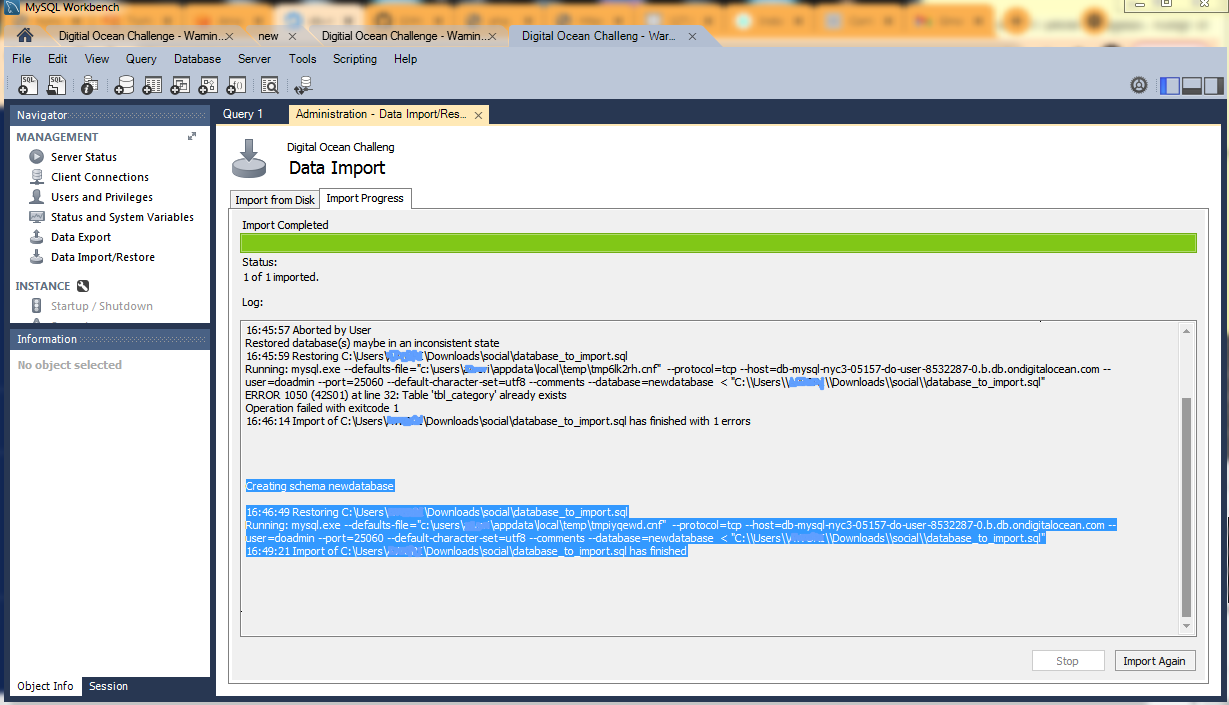 MySQL Workbench
Digitial Ocean Challenge - Warnin...
new
Digitial Ocean Challenge - Warnin...
Digital Ocean Challeng - War...
File Edit View Query Database Server Tools Scripting Help
Navigator
Query 1
Administration - Data Import/Res...
MANAGEMENT
Server Status
Client Connections
Users and Privileges
Status and System Variables
Data Export
Data Import/Restore
INSTANCE
Startup / Shutdown
Information
No object selected
Object Info Session
Digital Ocean Challeng
Data Import
Import from Disk Import Progress
Import Completed
Status:
1 of 1 imported.
Log:
16:45:57 Aborted by User
Restored database(s) maybe in an inconsistent state
16:45:59 Restoring C:\Users\ \Downloads\social\database_to_import.sql
Running: mysql.exe --defaults-file="c:\users\ \appdata\local\temp\tmp6lk2rh.cnf" --protocol=tcp --host=db-mysql-nyc3-05157-do-user-8532287-0.b.db.ondigitalocean.com --
user=doadmin --port=25060 --default-character-set=utf8 --comments --database=newdatabase < "C:\\Users\\ \\Downloads\\social\\database_to_import.sql"
ERROR 1050 (42S01) at line 32: Table 'tbl_category' already exists
Operation failed with exitcode 1
16:46:14 Import of C:\Users\ \Downloads\social\database_to_import.sql has finished with 1 errors
Creating schema newdatabase
16:46:49 Restoring C:\Users\ \Downloads\social\database_to_import.sql
Running: mysql.exe --defaults-file="c:\users\ \appdata\local\temp\tmpiyqewd.cnf" --protocol=tcp --host=db-mysql-nyc3-05157-do-user-8532287-0.b.db.ondigitalocean.com --
user=doadmin --port=25060 --default-character-set=utf8 --comments --database=newdatabase < "C:\\Users\\ \\Downloads\\social\\database_to_import.sql"
16:49:21 Import of C:\Users\ \Downloads\social\database_to_import.sql has finished
Stop
Import Again